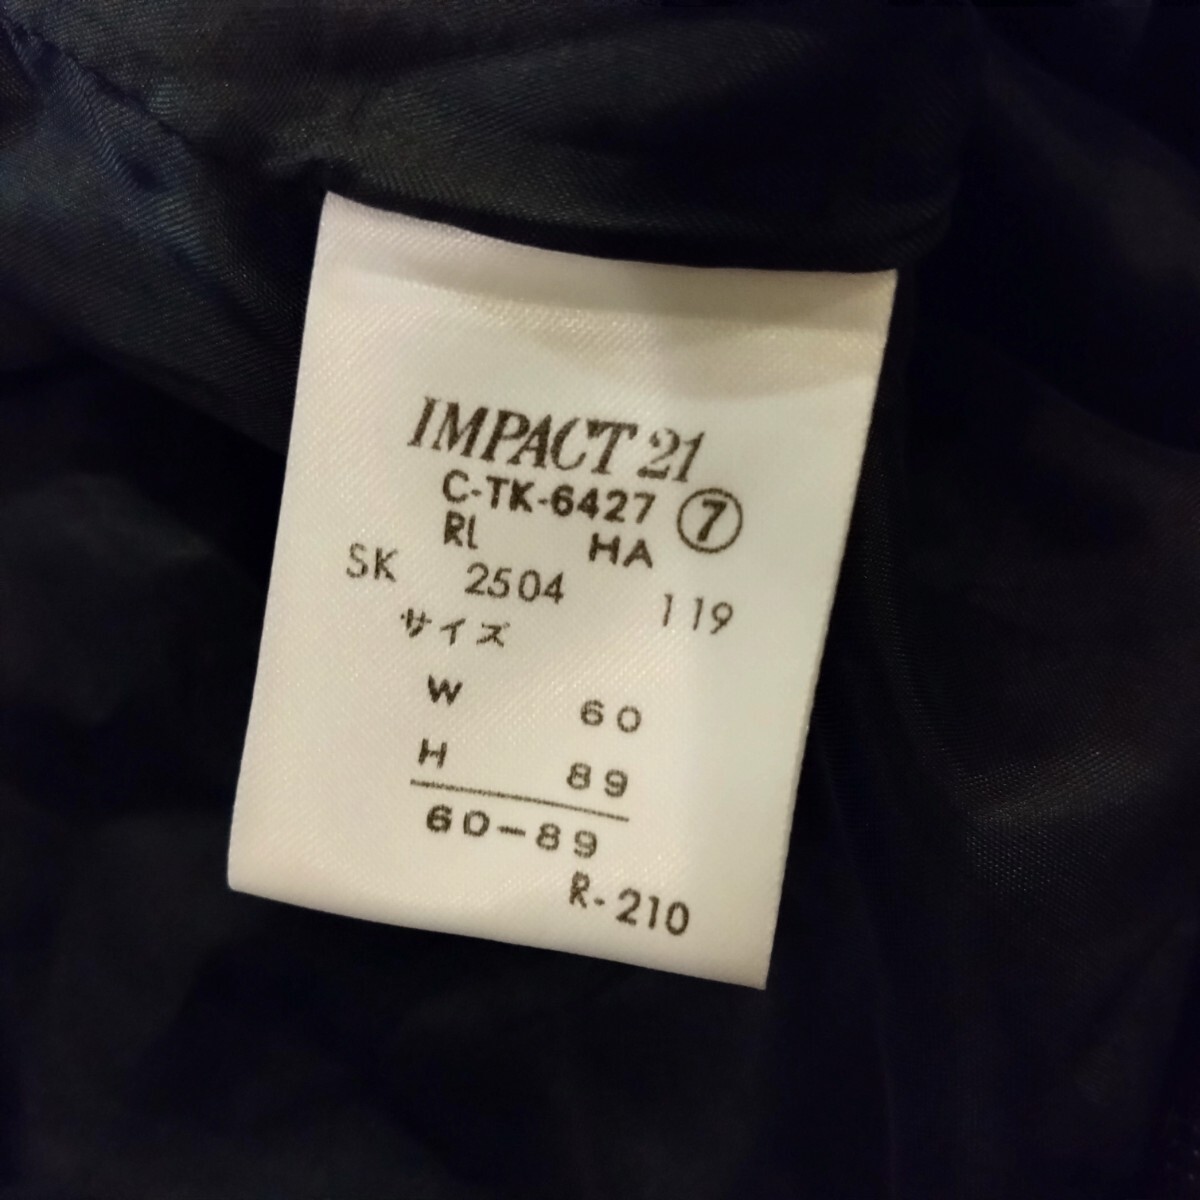 IMPACT 21
C-TK-6427 ⑦
RL HA
SK 2504 119
サイズ
W 60
H 89
60-89
R-210